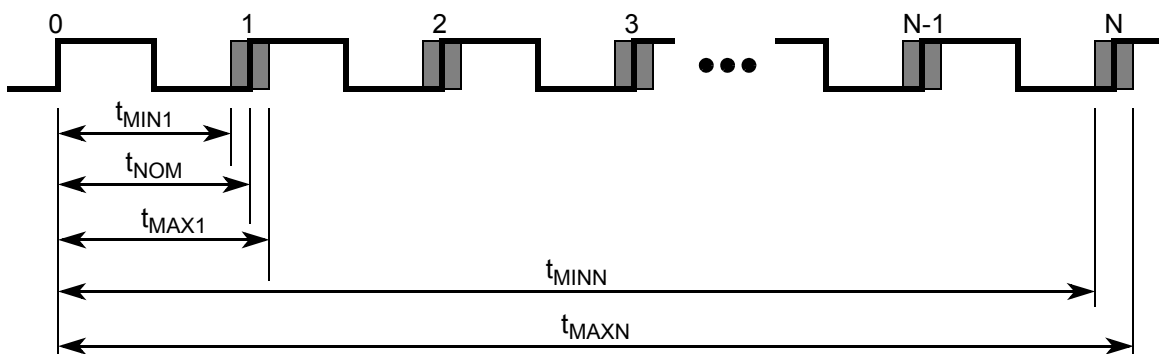 0 1 2 3 N-1 N
tMIN1
tNOM
tMAX1
tMINN
tMAXN